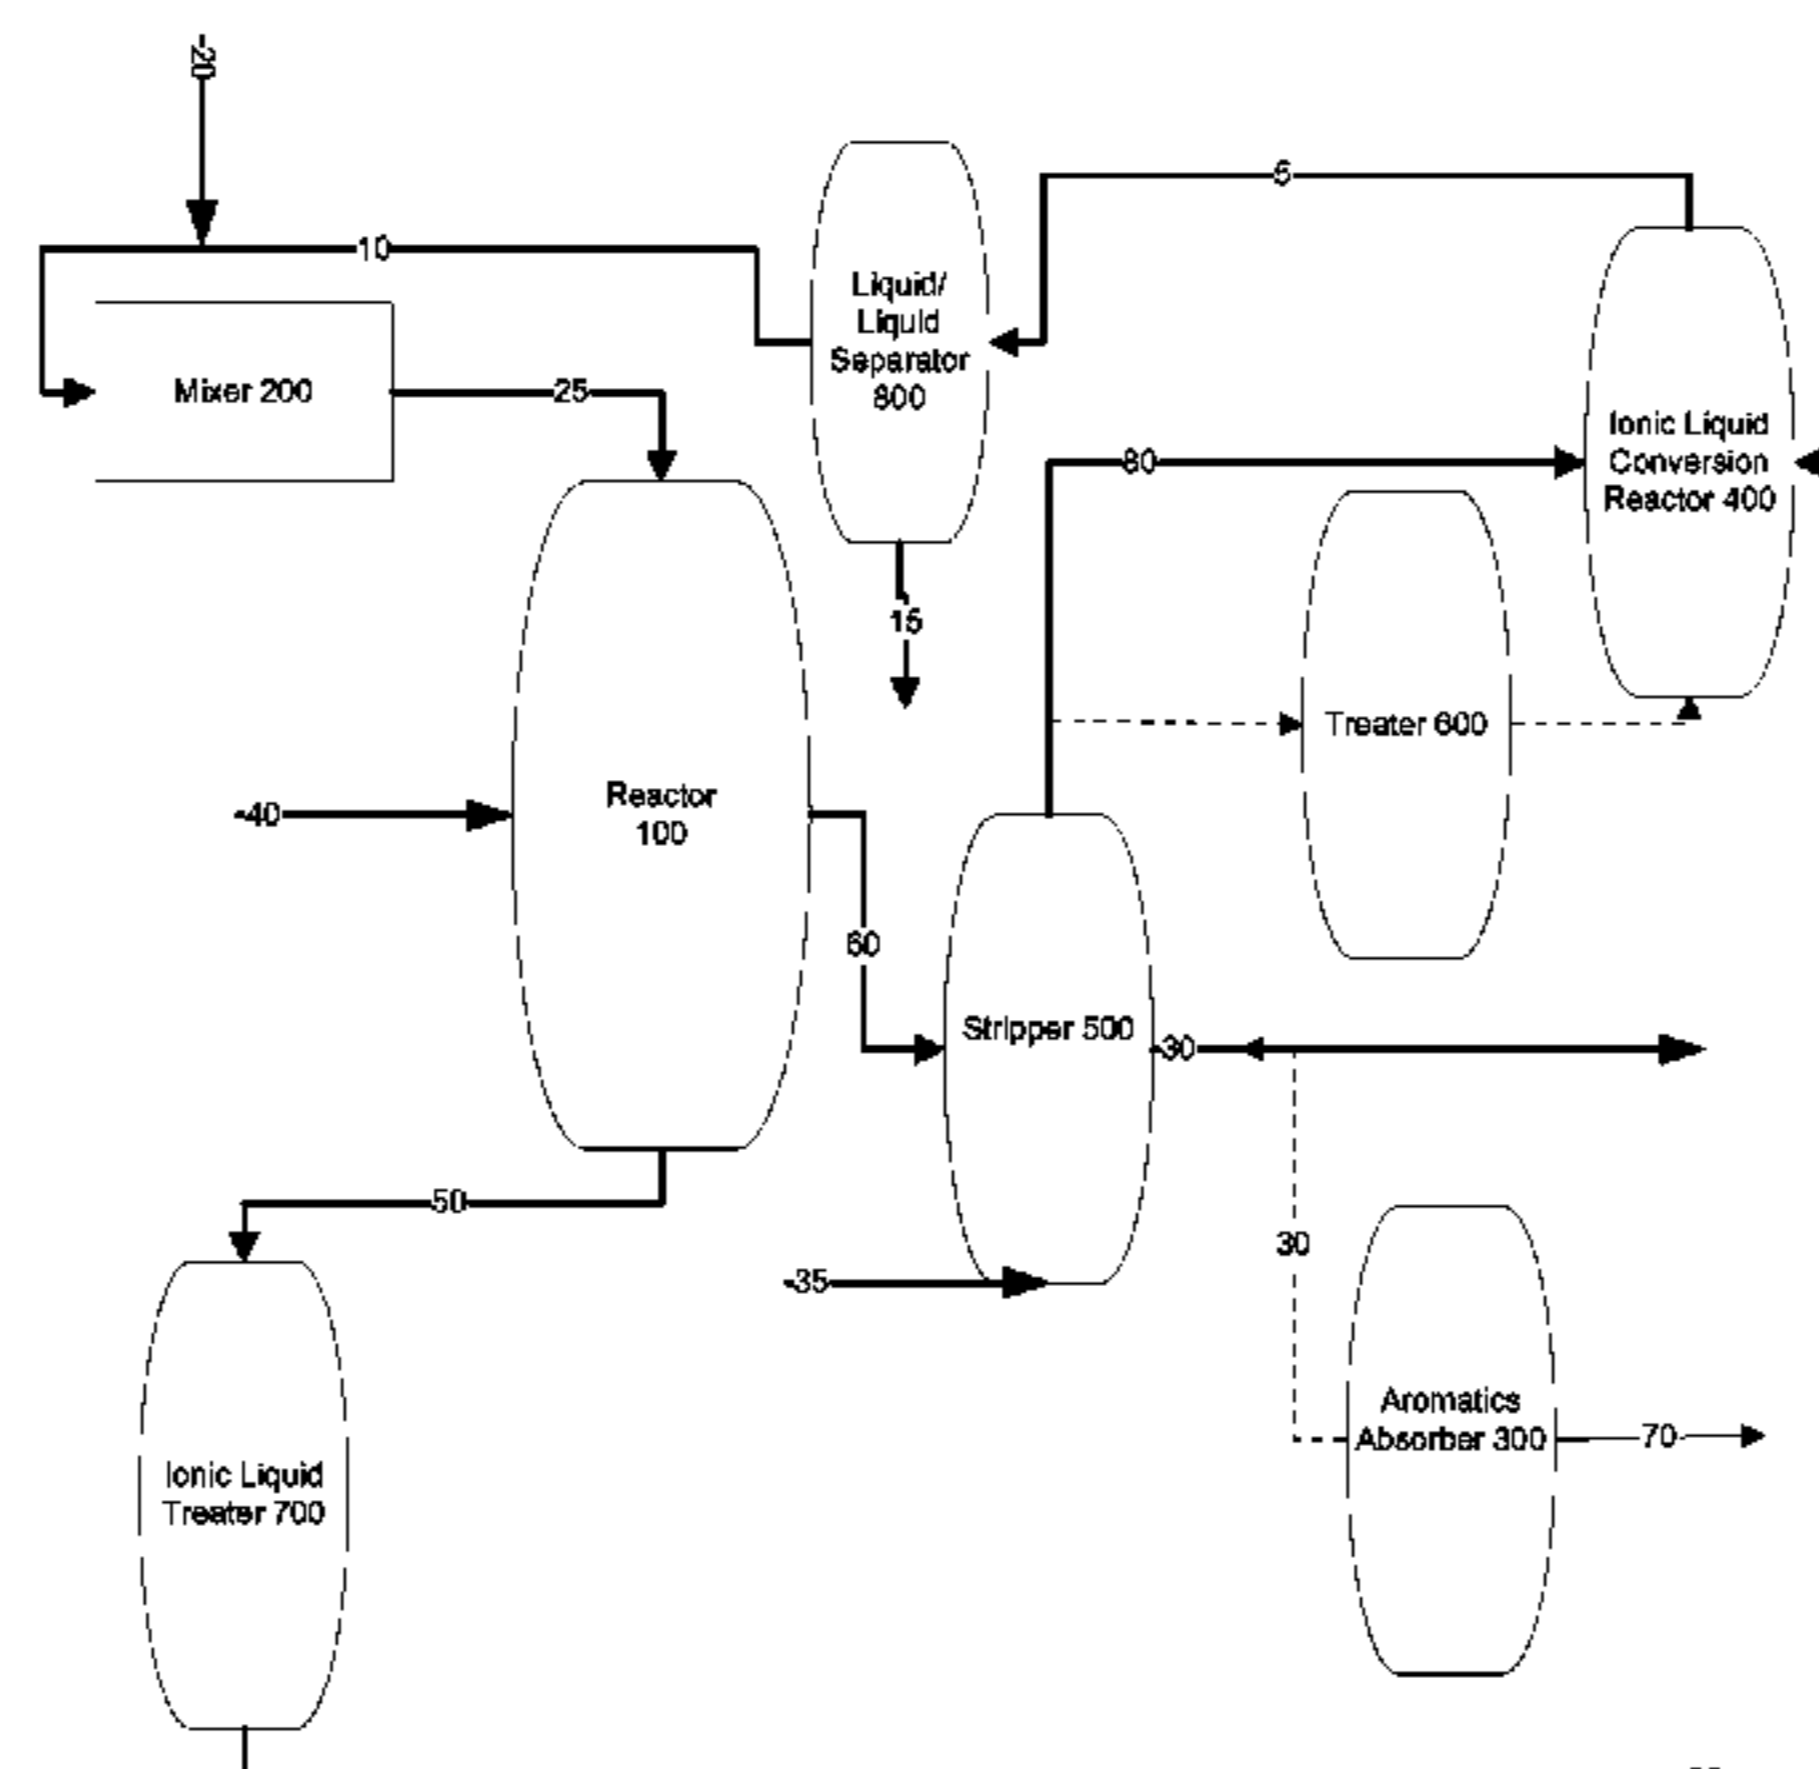 20
5
10
Liquid/
Liquid
Separator
800
Mixer 200
25
Ionic Liquid
Conversion
Reactor 400
80
15
Treater 600
Reactor
100
40
60
Stripper 500
30
50
30
35
Aromatics
Absorber 300
70
Ionic Liquid
Treater 700